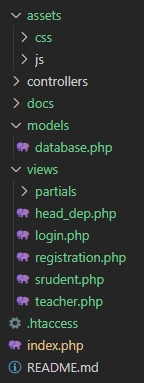 assets
css
js
controllers
docs
models
database.php
views
partials
head_dep.php
login.php
registration.php
srudent.php
teacher.php
.htaccess
index.php
README.md